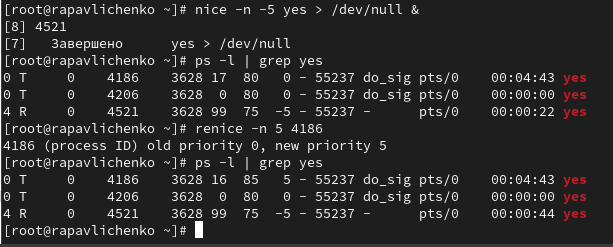 [root@rapavlichenko ~]# nice -n -5 yes > /dev/null &
[8] 4521
[7]   Завершено      yes > /dev/null
[root@rapavlichenko ~]# ps -l | grep yes
0 T     0    4186    3628 17  80   0 - 55237 do_sig pts/0    00:04:43 yes
0 T     0    4206    3628  0  80   0 - 55237 do_sig pts/0    00:00:00 yes
4 R     0    4521    3628 99  75  -5 - 55237 -      pts/0    00:00:22 yes
[root@rapavlichenko ~]# renice -n 5 4186
4186 (process ID) old priority 0, new priority 5
[root@rapavlichenko ~]# ps -l | grep yes
0 T     0    4186    3628 16  85   5 - 55237 do_sig pts/0    00:04:43 yes
0 T     0    4206    3628  0  80   0 - 55237 do_sig pts/0    00:00:00 yes
4 R     0    4521    3628 99  75  -5 - 55237 -      pts/0    00:00:44 yes
[root@rapavlichenko ~]#